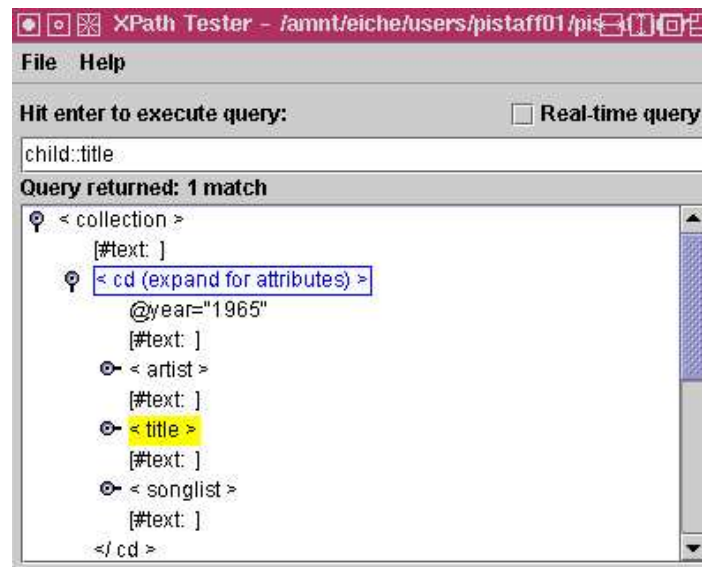 XPath Tester - /amnt/eiche/users/pistaff01/pis
File Help
Hit enter to execute query: Real-time query
child::title
Query returned: 1 match
< collection >
[#text: ]
< cd (expand for attributes) >
@year="1965"
[#text: ]
< artist >
[#text: ]
< title >
[#text: ]
< songlist >
[#text: ]
</ cd >